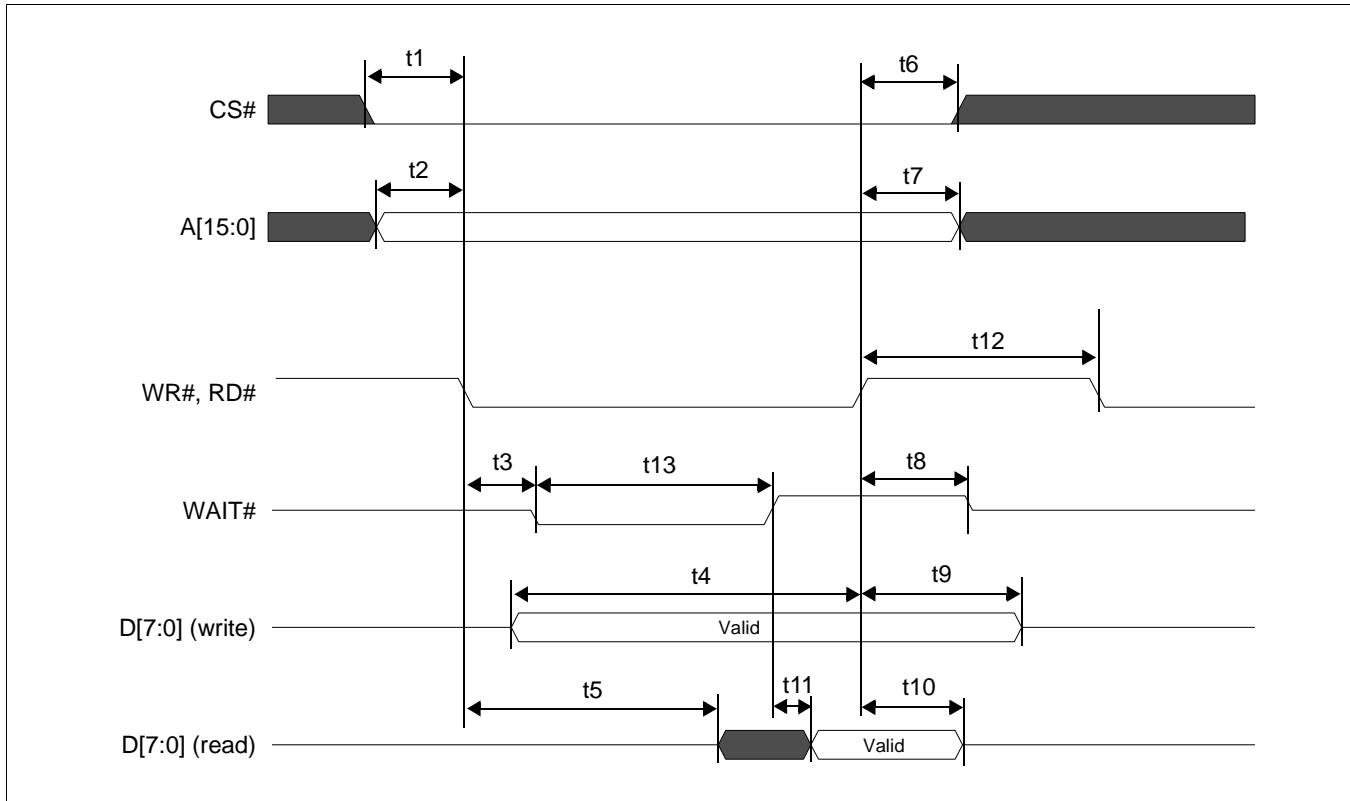 t1
t6
CS#
t2
t7
A[15:0]
t12
WR#, RD#
t3
t13
t8
WAIT#
t4
t9
D[7:0] (write)
Valid
t5
t11
t10
D[7:0] (read)
Valid